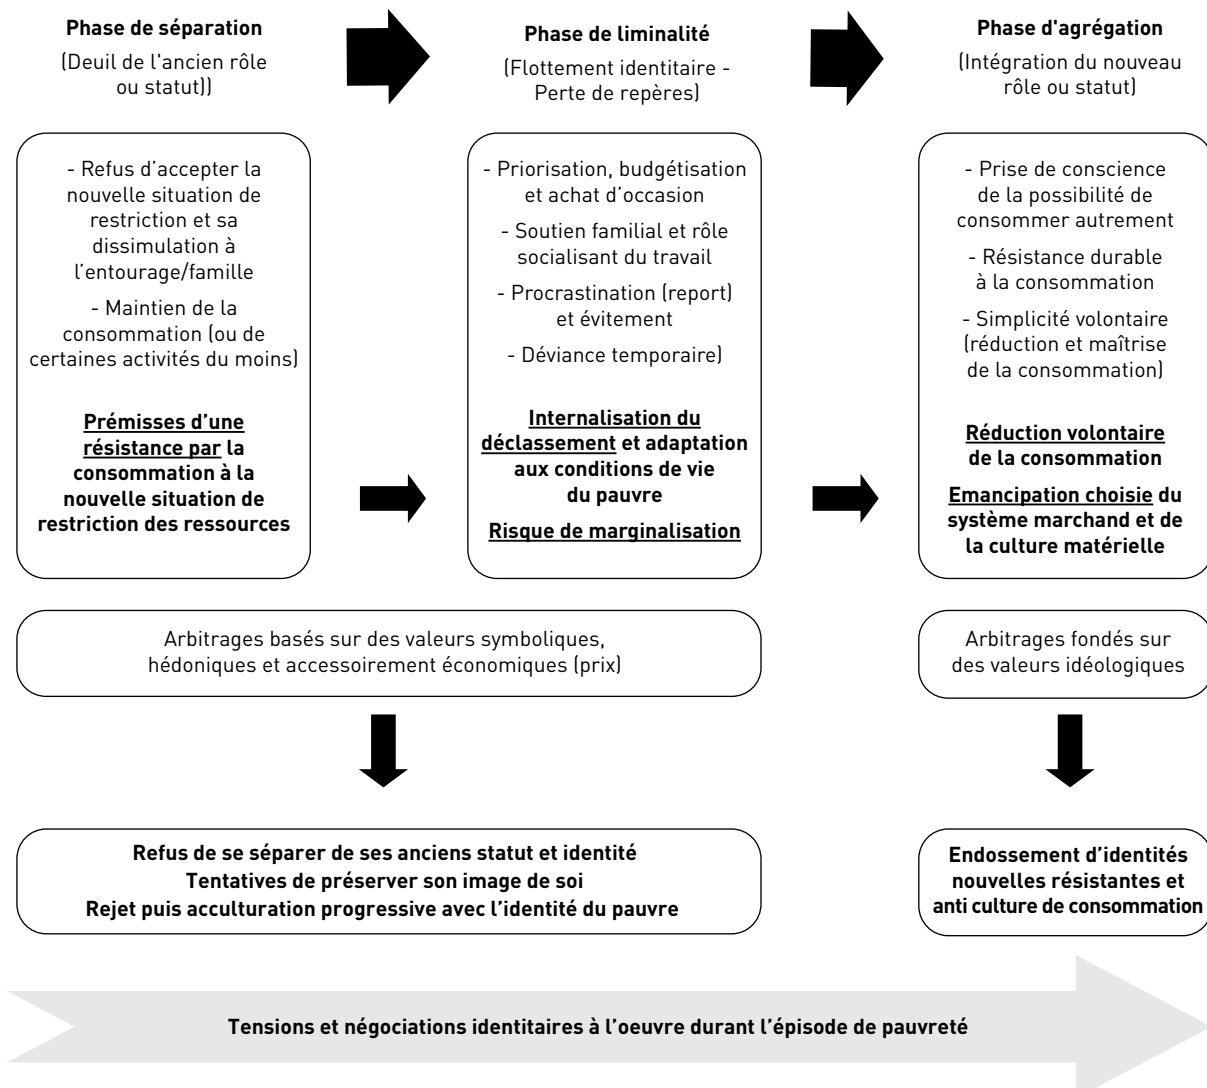 Phase de séparation
(Deuil de l'ancien rôle
ou statut))
Phase de liminalité
(Flottement identitaire -
Perte de repères)
Phase d'agrégation
(Intégration du nouveau
rôle ou statut)
- Refus d’accepter la
nouvelle situation de
restriction et sa
dissimulation à
l’entourage/famille
- Maintien de la
consommation (ou de
certaines activités du moins)
Prémisses d’une
résistance par la
consommation à la
nouvelle situation de
restriction des ressources
- Priorisation, budgétisation
et achat d’occasion
- Soutien familial et rôle
socialisant du travail
- Procrastination (report)
et évitement
- Déviance temporaire)
Internalisation du
déclassement et adaptation
aux conditions de vie
du pauvre
Risque de marginalisation
- Prise de conscience
de la possibilité de
consommer autrement
- Résistance durable
à la consommation
- Simplicité volontaire
(réduction et maîtrise
de la consommation)
Réduction volontaire
de la consommation
Emancipation choisie du
système marchand et de
la culture matérielle
Arbitrages basés sur des valeurs symboliques,
hédoniques et accessoirement économiques (prix)
Arbitrages fondés sur
des valeurs idéologiques
Refus de se séparer de ses anciens statut et identité
Tentatives de préserver son image de soi
Rejet puis acculturation progressive avec l’identité du pauvre
Endossement d’identités
nouvelles résistantes et
anti culture de consommation
Tensions et négociations identitaires à l’oeuvre durant l’épisode de pauvreté